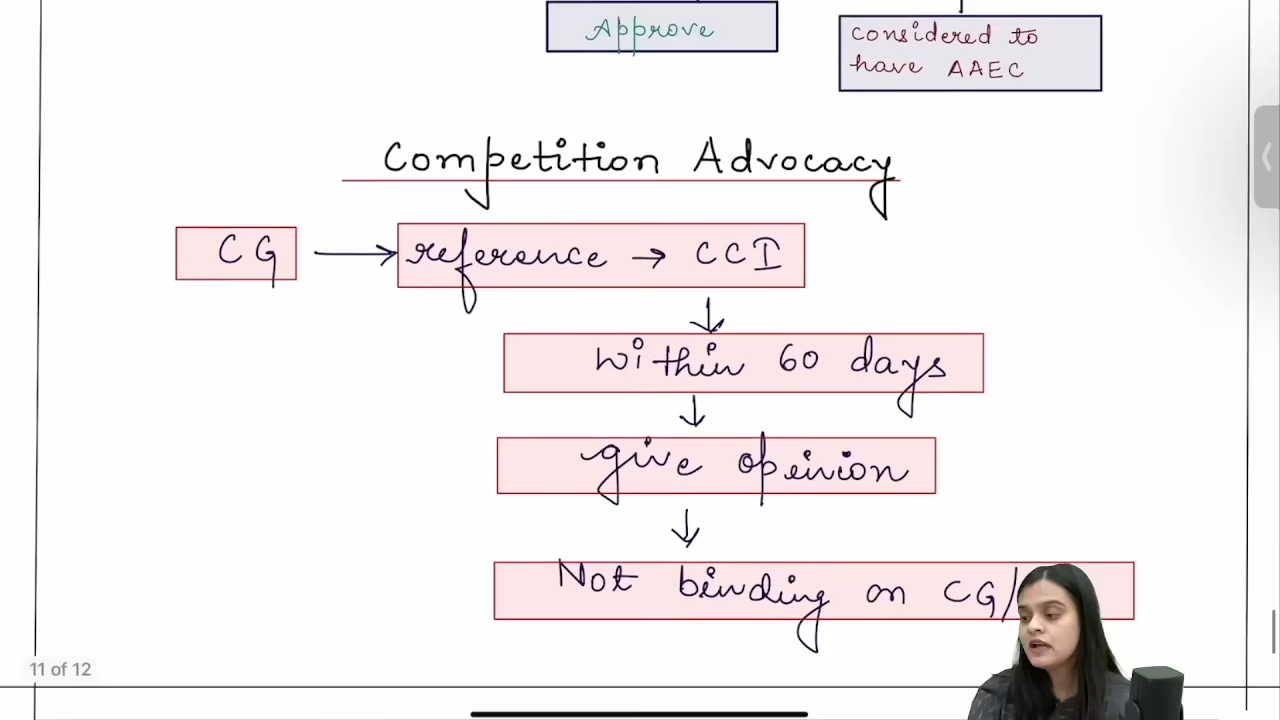 Approve
considered to
have AAEC
Competition Advocacy
CG → reference → CCI
within 60 days
give opinion
Not binding on CG/
11 of 12